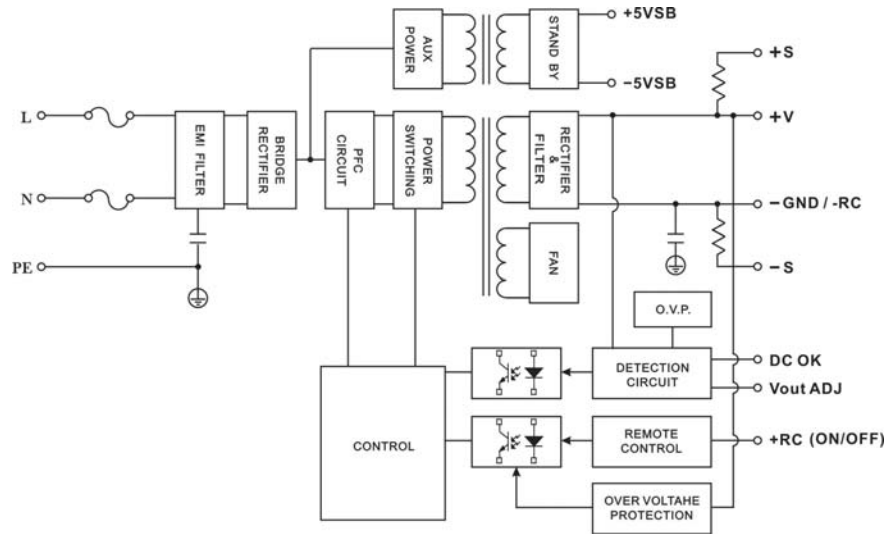 +5VSB
AUX
POWER
STAND BY
−5VSB
+S
L
EMI FILTER
BRIDGE
RECTIFIER
PFC
CIRCUIT
POWER
SWITCHING
RECTIFIER
&
FILTER
+V
N
−GND / -RC
PE
FAN
−S
O.V.P.
DETECTION
CIRCUIT
DC OK
Vout ADJ
CONTROL
REMOTE
CONTROL
+RC (ON/OFF)
OVER VOLTAHE
PROTECTION